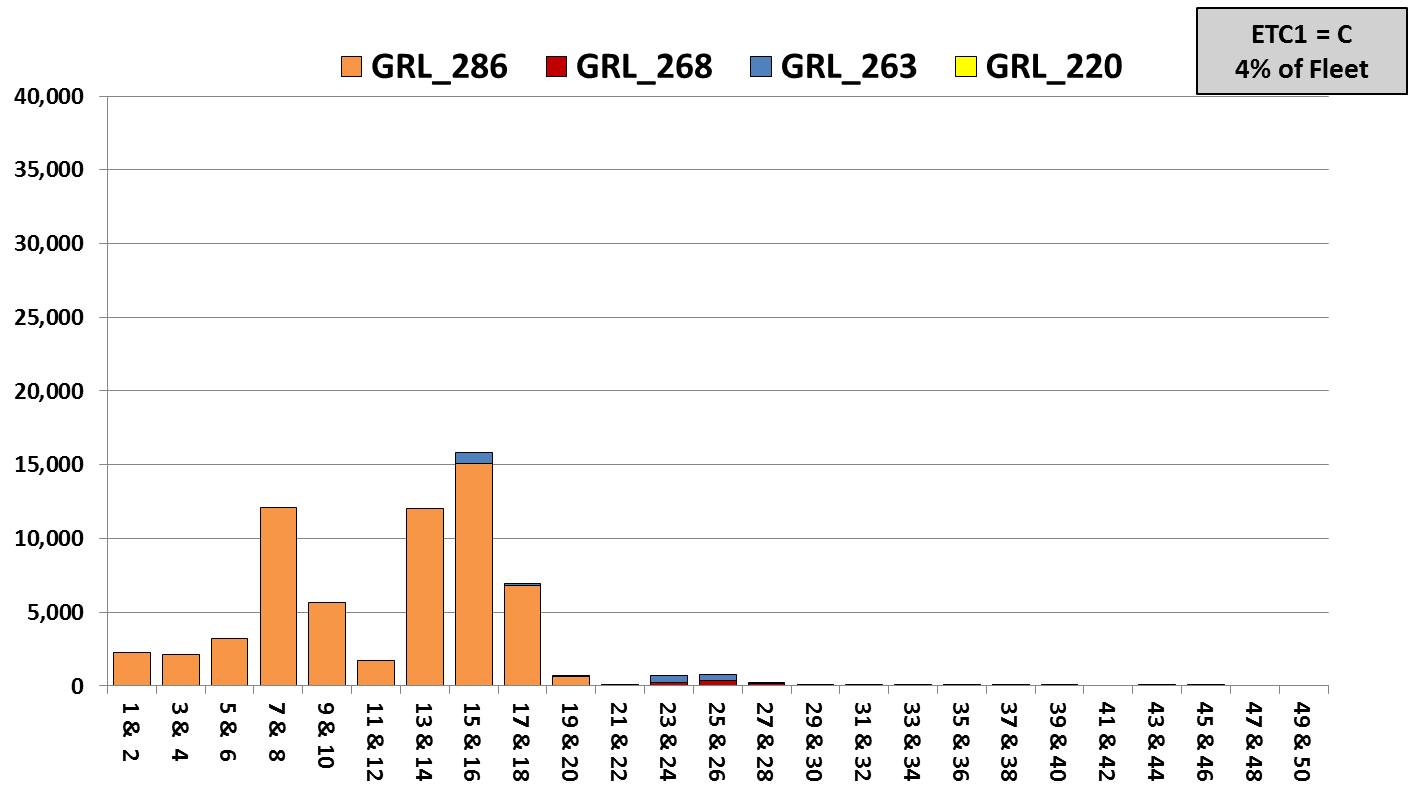 ETC1 = C
4% of Fleet
GRL_286 GRL_268 GRL_263 GRL_220
40,000
35,000
30,000
25,000
20,000
15,000
10,000
5,000
0
1 & 2
3 & 4
5 & 6
7 & 8
9 & 10
11 & 12
13 & 14
15 & 16
17 & 18
19 & 20
21 & 22
23 & 24
25 & 26
27 & 28
29 & 30
31 & 32
33 & 34
35 & 36
37 & 38
39 & 40
41 & 42
43 & 44
45 & 46
47 & 48
49 & 50